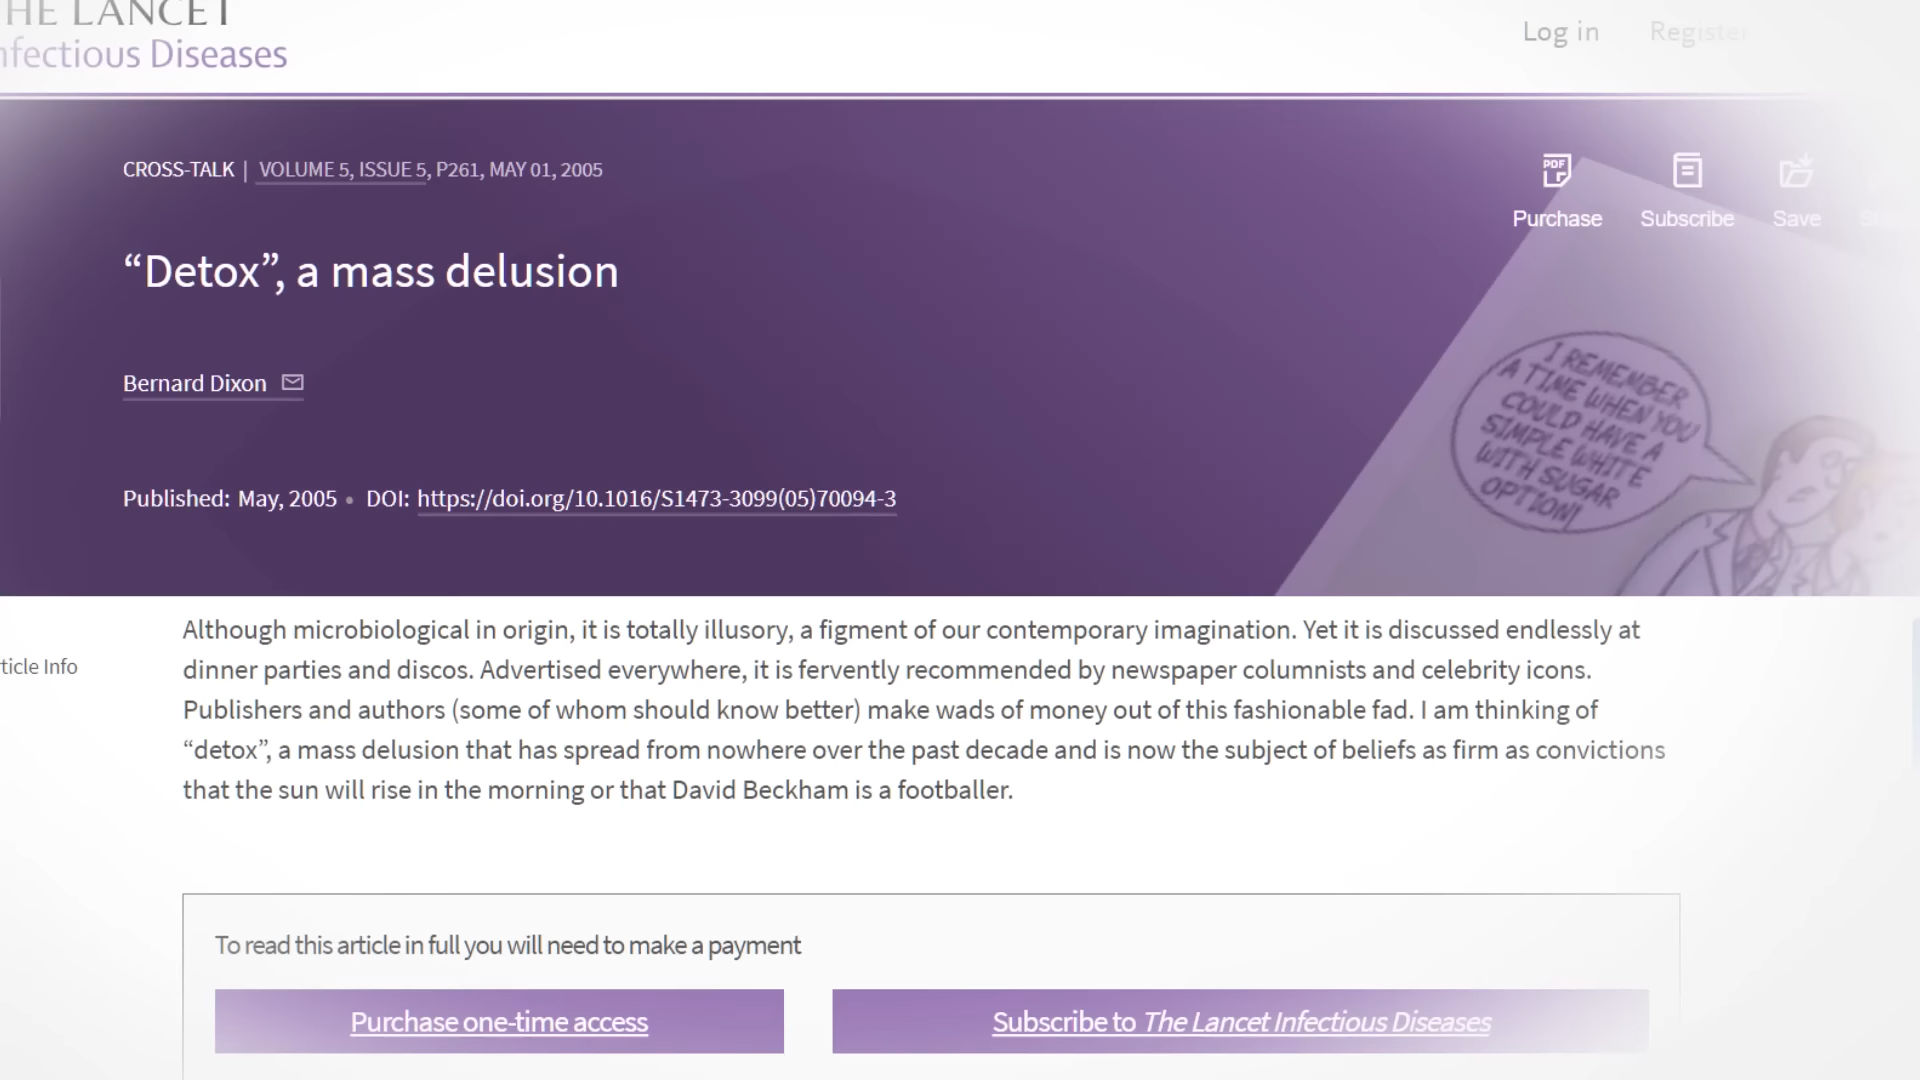 THE LANCET
Infectious Diseases
Log in
Register
CROSS-TALK | VOLUME 5, ISSUE 5, P261, MAY 01, 2005
Purchase
Subscribe
Save
“Detox”, a mass delusion
Bernard Dixon
Published: May, 2005 • DOI: https://doi.org/10.1016/S1473-3099(05)70094-3
I REMEMBER
A TIME WHEN YOU
COULD HAVE A
SIMPLE WHITE
WITH SUGAR
OPTION!
Although microbiological in origin, it is totally illusory, a figment of our contemporary imagination. Yet it is discussed endlessly at
dinner parties and discos. Advertised everywhere, it is fervently recommended by newspaper columnists and celebrity icons.
Publishers and authors (some of whom should know better) make wads of money out of this fashionable fad. I am thinking of
“detox”, a mass delusion that has spread from nowhere over the past decade and is now the subject of beliefs as firm as convictions
that the sun will rise in the morning or that David Beckham is a footballer.
rticle Info
To read this article in full you will need to make a payment
Purchase one-time access
Subscribe to The Lancet Infectious Diseases